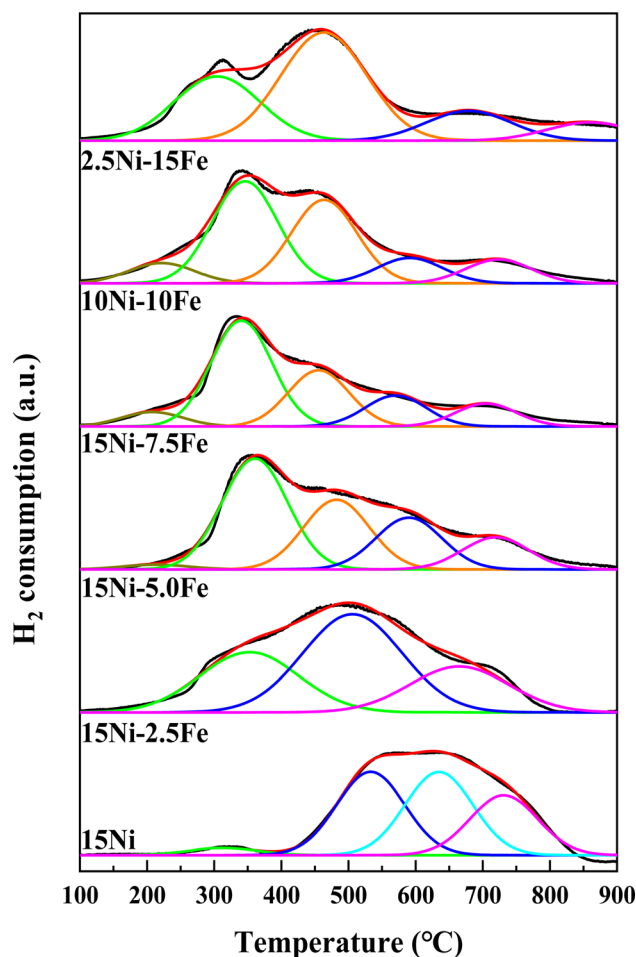 2.5Ni-15Fe
10Ni-10Fe
15Ni-7.5Fe
15Ni-5.0Fe
15Ni-2.5Fe
15Ni
H₂ consumption (a.u.)
100 200 300 400 500 600 700 800 900
Temperature (℃)